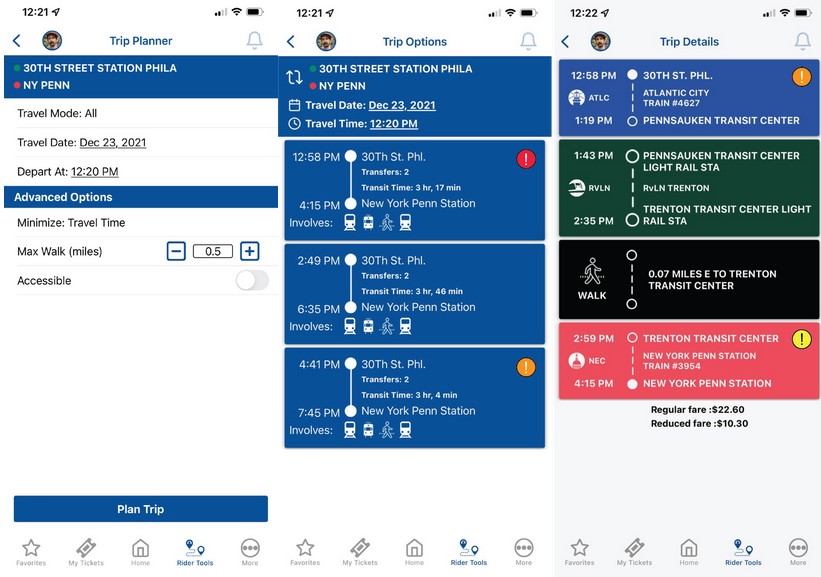 12:21
Trip Planner
30TH STREET STATION PHILA
NY PENN
Travel Mode: All
Travel Date: Dec 23, 2021
Depart At: 12:20 PM
Advanced Options
Minimize: Travel Time
Max Walk (miles)
0.5
Accessible
Plan Trip
Favorites
My Tickets
Home
Rider Tools
More
12:21
Trip Options
30TH STREET STATION PHILA
NY PENN
Travel Date: Dec 23, 2021
Travel Time: 12:20 PM
12:58 PM
30Th St. Phl.
Transfers: 2
Transit Time: 3 hr, 17 min
4:15 PM
New York Penn Station
Involves:
2:49 PM
30Th St. Phl.
Transfers: 2
Transit Time: 3 hr, 46 min
6:35 PM
New York Penn Station
Involves:
4:41 PM
30Th St. Phl.
Transfers: 2
Transit Time: 3 hr, 4 min
7:45 PM
New York Penn Station
Involves:
Favorites
My Tickets
Home
Rider Tools
More
12:22
Trip Details
12:58 PM
30TH ST. PHL.
ATLC
ATLANTIC CITY
TRAIN #4627
1:19 PM
PENNSAUKEN TRANSIT CENTER
1:43 PM
PENNSAUKEN TRANSIT CENTER
LIGHT RAIL STA
RVLN
RvLN TRENTON
2:35 PM
TRENTON TRANSIT CENTER LIGHT
RAIL STA
WALK
0.07 MILES E TO TRENTON
TRANSIT CENTER
2:59 PM
TRENTON TRANSIT CENTER
NEC
NEW YORK PENN STATION
TRAIN #3954
4:15 PM
NEW YORK PENN STATION
Regular fare :$22.60
Reduced fare :$10.30
Favorites
My Tickets
Home
Rider Tools
More